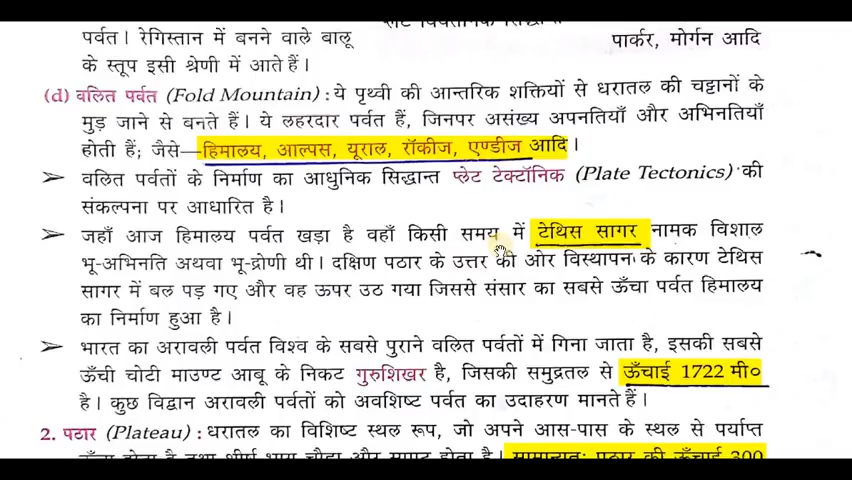 पर्वत। रेगिस्तान में बनने वाले बालू
पार्कर, मोर्गन आदि
के स्तूप इसी श्रेणी में आते हैं।
(d) वलित पर्वत (Fold Mountain) : ये पृथ्वी की आन्तरिक शक्तियों से धरातल की चट्टानों के
मुड़ जाने से बनते हैं। ये लहरदार पर्वत हैं, जिनपर असंख्य अपनतियाँ और अभिनतियाँ
होती हैं; जैसे—हिमालय, आल्पस, यूराल, रॉकीज, एण्डीज आदि।
➢ वलित पर्वतों के निर्माण का आधुनिक सिद्धान्त प्लेट टेक्टॉनिक (Plate Tectonics) की
संकल्पना पर आधारित है।
➢ जहाँ आज हिमालय पर्वत खड़ा है वहाँ किसी समय में टेथिस सागर नामक विशाल
भू-अभिनति अथवा भू-द्रोणी थी। दक्षिण पठार के उत्तर की ओर विस्थापन के कारण टेथिस
सागर में बल पड़ गए और वह ऊपर उठ गया जिससे संसार का सबसे ऊँचा पर्वत हिमालय
का निर्माण हुआ है।
➢ भारत का अरावली पर्वत विश्व के सबसे पुराने वलित पर्वतों में गिना जाता है, इसकी सबसे
ऊँची चोटी माउण्ट आबू के निकट गुरुशिखर है, जिसकी समुद्रतल से ऊँचाई 1722 मी०
है। कुछ विद्वान अरावली पर्वतों को अवशिष्ट पर्वत का उदाहरण मानते हैं।
2. पठार (Plateau) : धरातल का विशिष्ट स्थल रूप, जो अपने आस-पास के स्थल से पर्याप्त